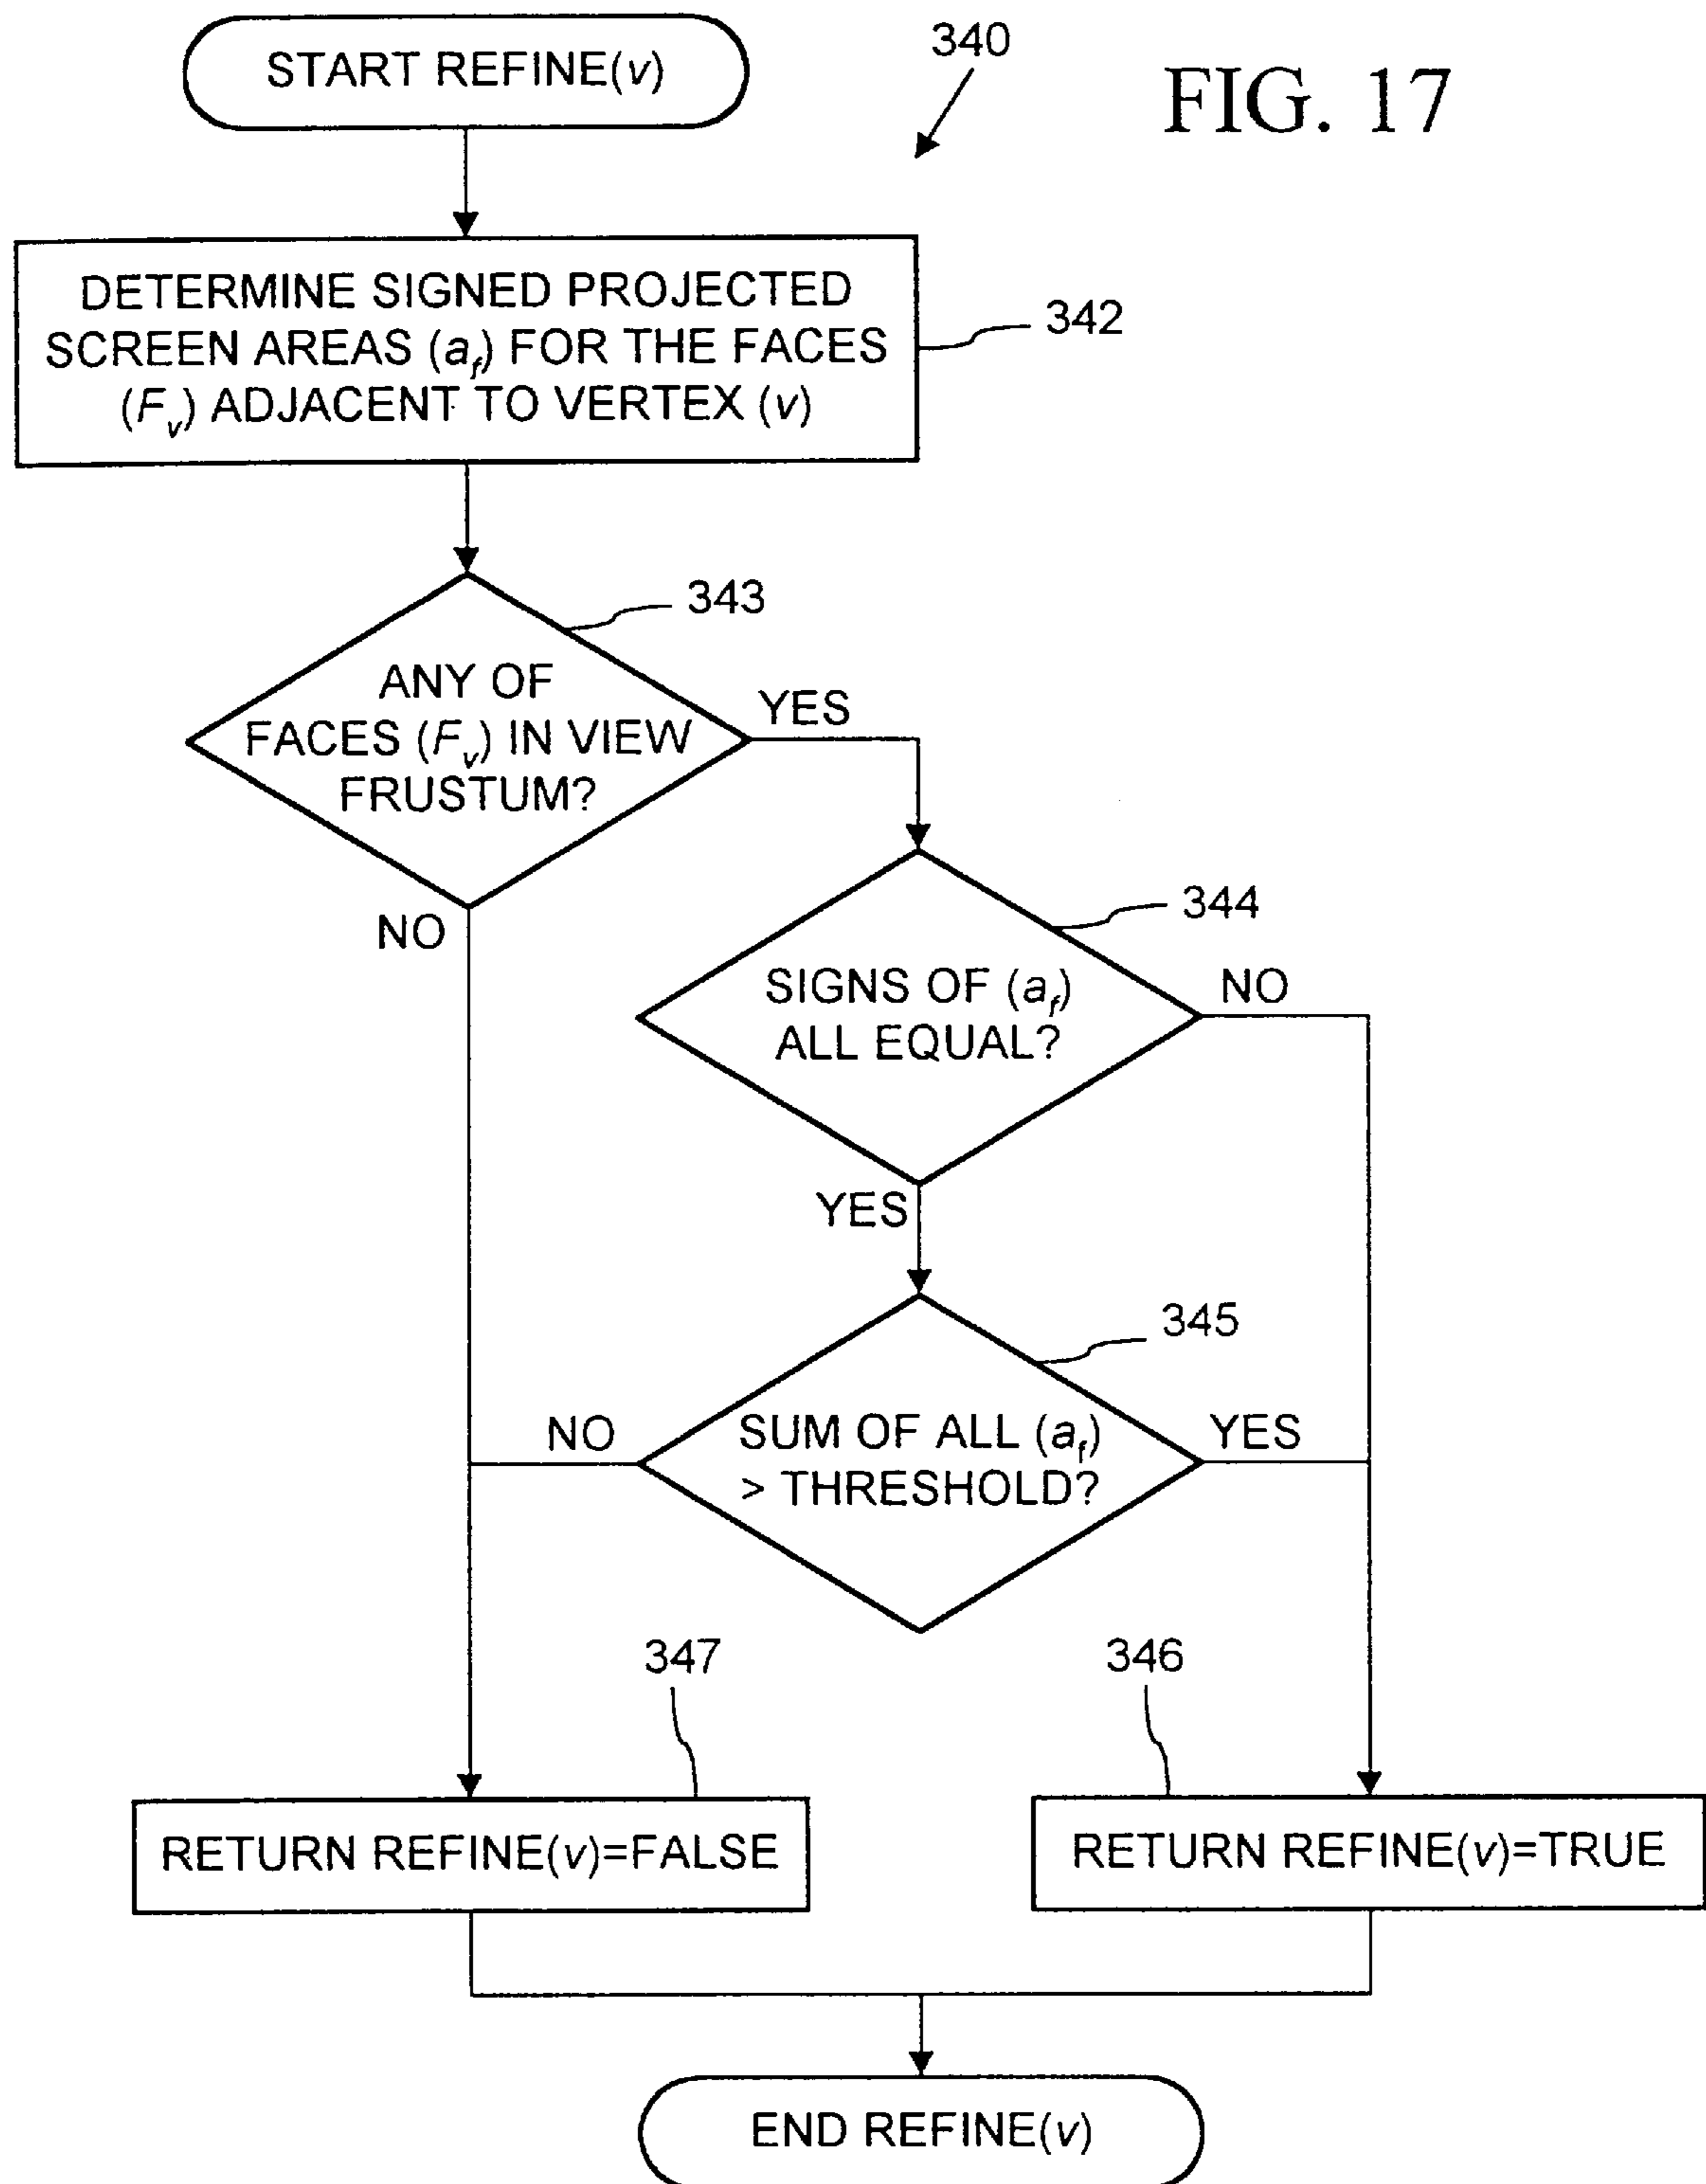 START REFINE(v)
340
FIG. 17
DETERMINE SIGNED PROJECTED
SCREEN AREAS (af) FOR THE FACES
(Fv) ADJACENT TO VERTEX (v)
342
343
ANY OF
FACES (Fv) IN VIEW
FRUSTUM?
YES
NO
344
SIGNS OF (af)
ALL EQUAL?
NO
YES
345
SUM OF ALL (af)
> THRESHOLD?
NO
YES
347
346
RETURN REFINE(v)=FALSE
RETURN REFINE(v)=TRUE
END REFINE(v)